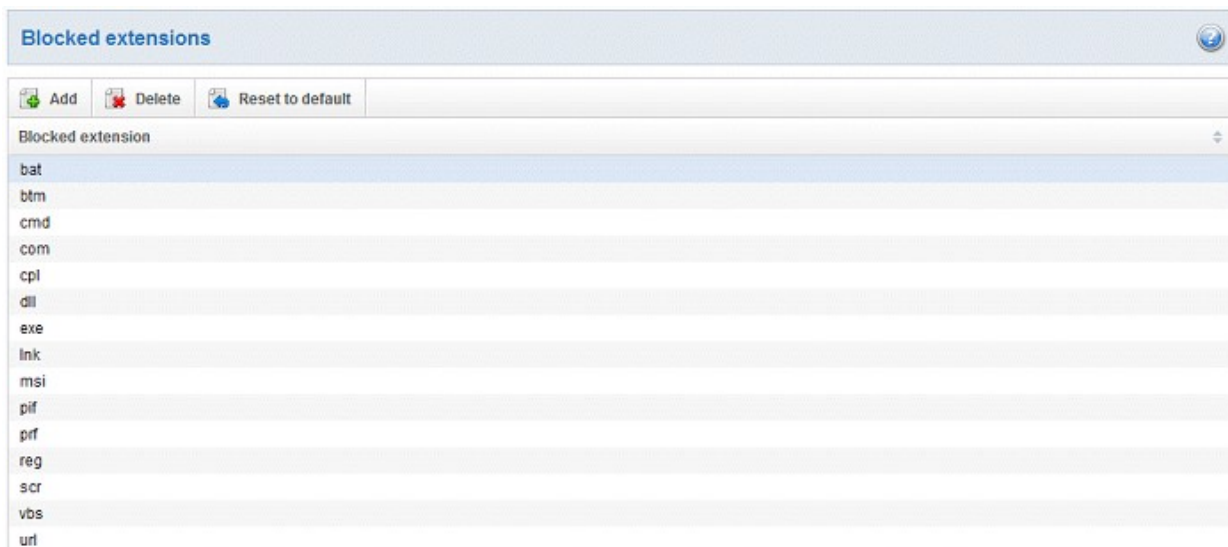 Blocked extensions
Add Delete Reset to default
Blocked extension
bat
btm
cmd
com
cpl
dll
exe
lnk
msi
pif
prf
reg
scr
vbs
url